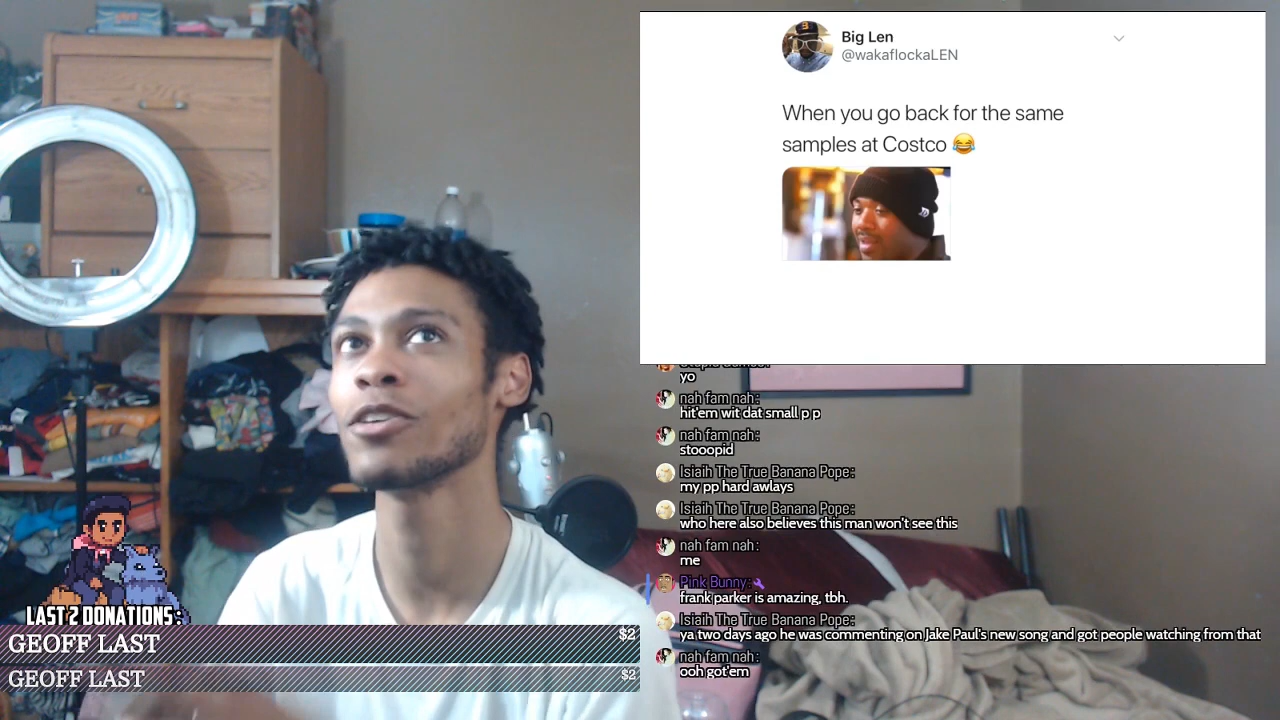 Big Len
@wakaflockaLEN
When you go back for the same
samples at Costco 😂
yo
nah fam nah:
hit'em wit dat small p p
nah fam nah:
stooopid
Isiaih The True Banana Pope:
my pp hard awlays
Isiaih The True Banana Pope:
who here also believes this man won't see this
nah fam nah:
me
Pink Bunny:
frank parker is amazing, tbh.
Isiaih The True Banana Pope:
ya two days ago he was commenting on Jake Paul's new song and got people watching from that
nah fam nah:
ooh got'em
LAST 2 DONATIONS:
GEOFF LAST $2
GEOFF LAST $2